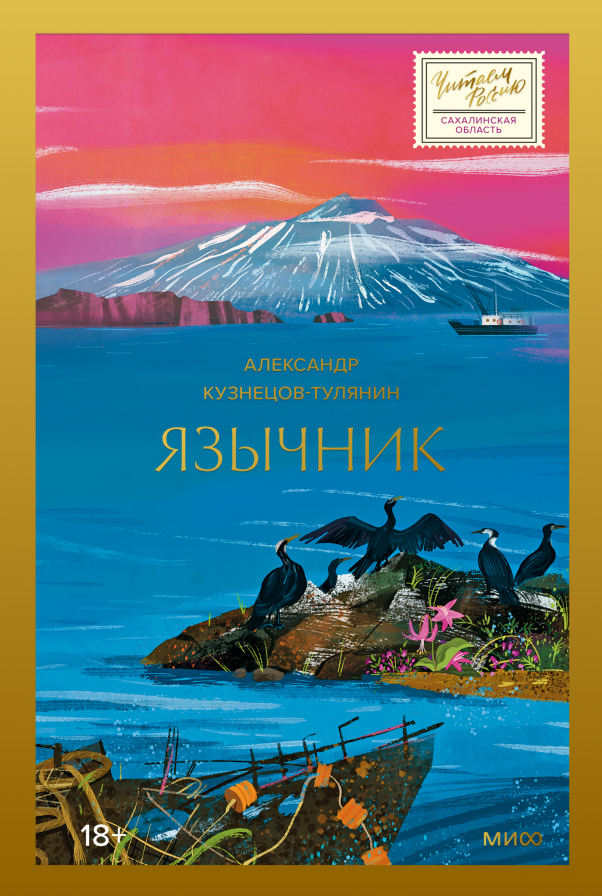 Читаем
Россию
САХАЛИНСКАЯ
ОБЛАСТЬ
АЛЕКСАНДР
КУЗНЕЦОВ-ТУЛЯНИН
ЯЗЫЧНИК
18+
МИФ